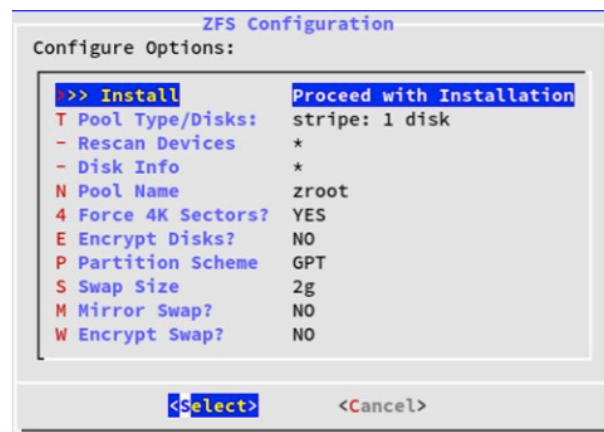 ZFS Configuration
Configure Options:
>>> Install Proceed with Installation
T Pool Type/Disks: stripe: 1 disk
- Rescan Devices *
- Disk Info *
N Pool Name zroot
4 Force 4K Sectors? YES
E Encrypt Disks? NO
P Partition Scheme GPT
S Swap Size 2g
M Mirror Swap? NO
W Encrypt Swap? NO
<Select> <Cancel>